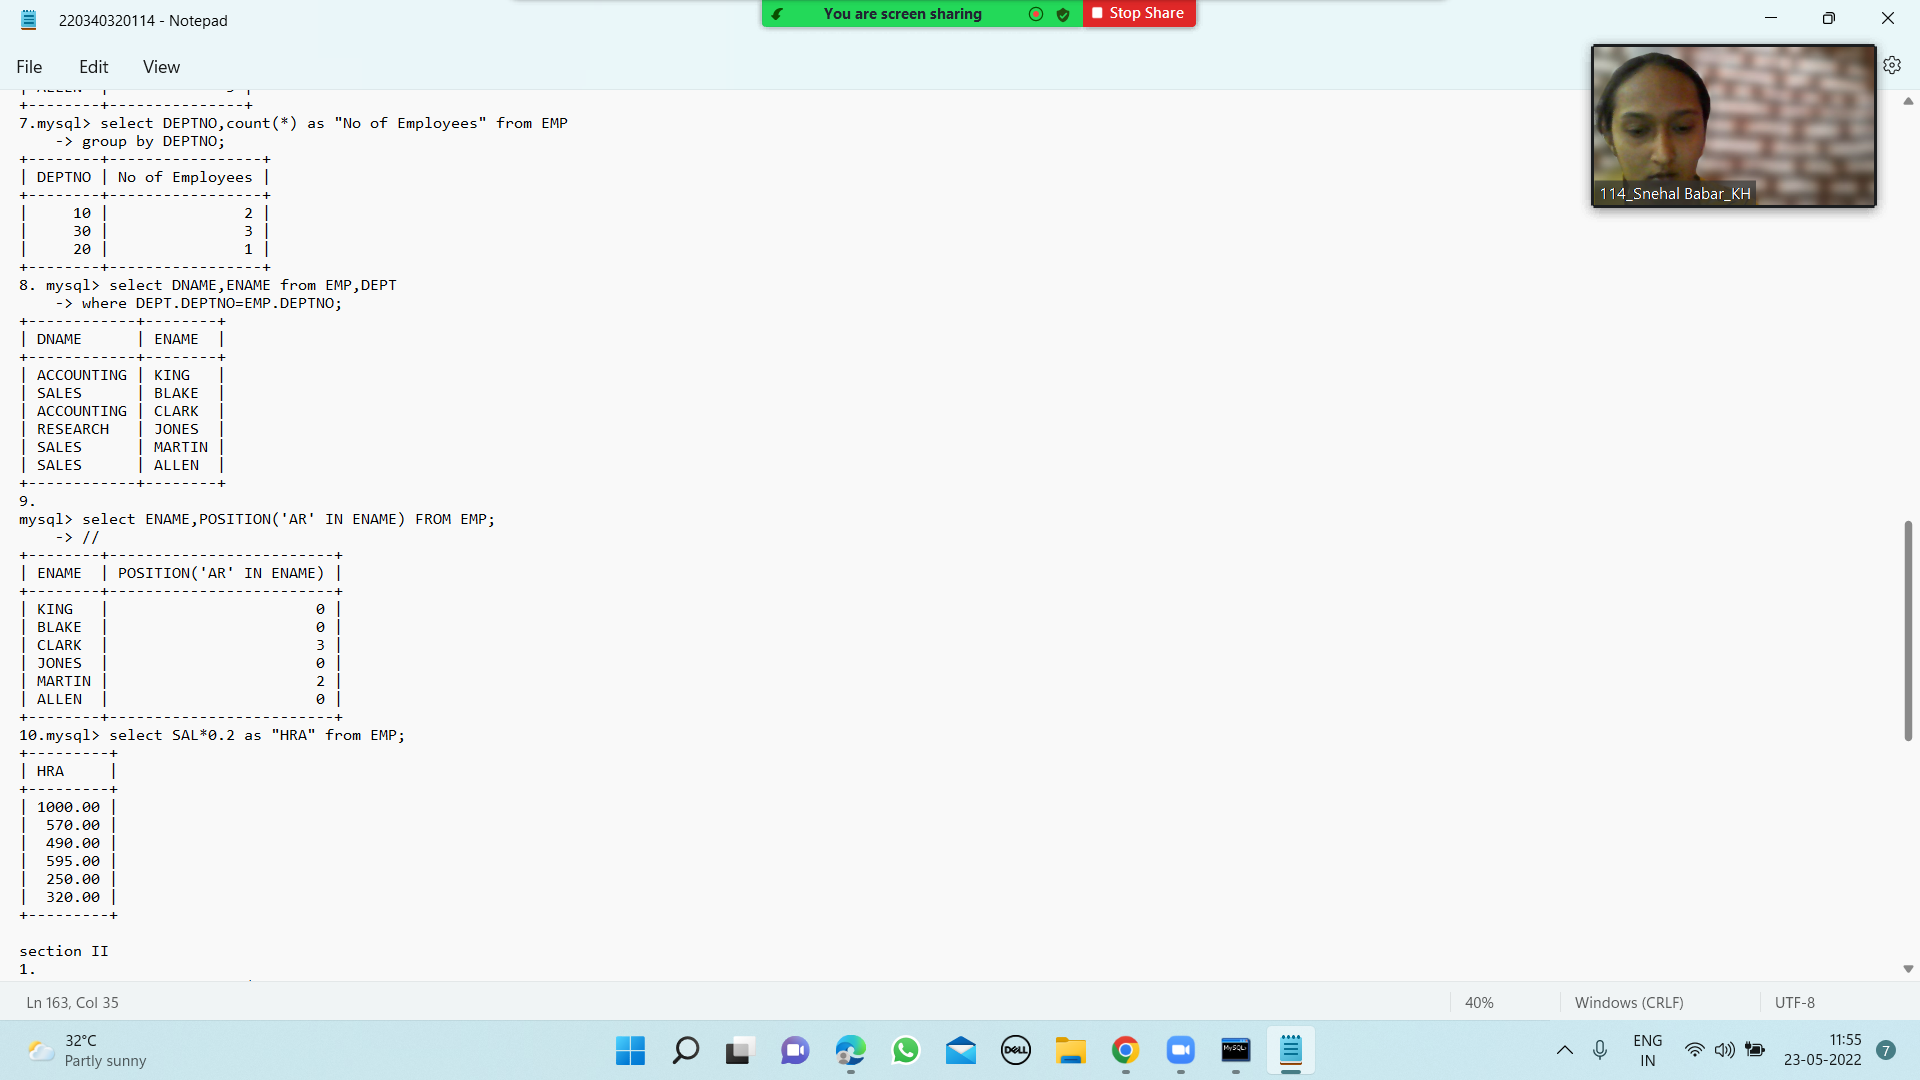 220340320114 - Notepad
You are screen sharing
Stop Share
File Edit View
114_Snehal Babar_KH
+--------+---------------+
7.mysql> select DEPTNO,count(*) as "No of Employees" from EMP
    -> group by DEPTNO;
+--------+-----------------+
| DEPTNO | No of Employees |
+--------+-----------------+
|     10 |               2 |
|     30 |               3 |
|     20 |               1 |
+--------+-----------------+
8. mysql> select DNAME,ENAME from EMP,DEPT
    -> where DEPT.DEPTNO=EMP.DEPTNO;
+------------+--------+
| DNAME      | ENAME  |
+------------+--------+
| ACCOUNTING | KING   |
| SALES      | BLAKE  |
| ACCOUNTING | CLARK  |
| RESEARCH   | JONES  |
| SALES      | MARTIN |
| SALES      | ALLEN  |
+------------+--------+
9.
mysql> select ENAME,POSITION('AR' IN ENAME) FROM EMP;
    -> //
+--------+-------------------------+
| ENAME  | POSITION('AR' IN ENAME) |
+--------+-------------------------+
| KING   |                       0 |
| BLAKE  |                       0 |
| CLARK  |                       3 |
| JONES  |                       0 |
| MARTIN |                       2 |
| ALLEN  |                       0 |
+--------+-------------------------+
10.mysql> select SAL*0.2 as "HRA" from EMP;
+---------+
| HRA     |
+---------+
| 1000.00 |
|  570.00 |
|  490.00 |
|  595.00 |
|  250.00 |
|  320.00 |
+---------+
section II
1.
Ln 163, Col 35
40%
Windows (CRLF)
UTF-8
32°C
Partly sunny
DELL
MySQL
ENG
IN
11:55
23-05-2022
7